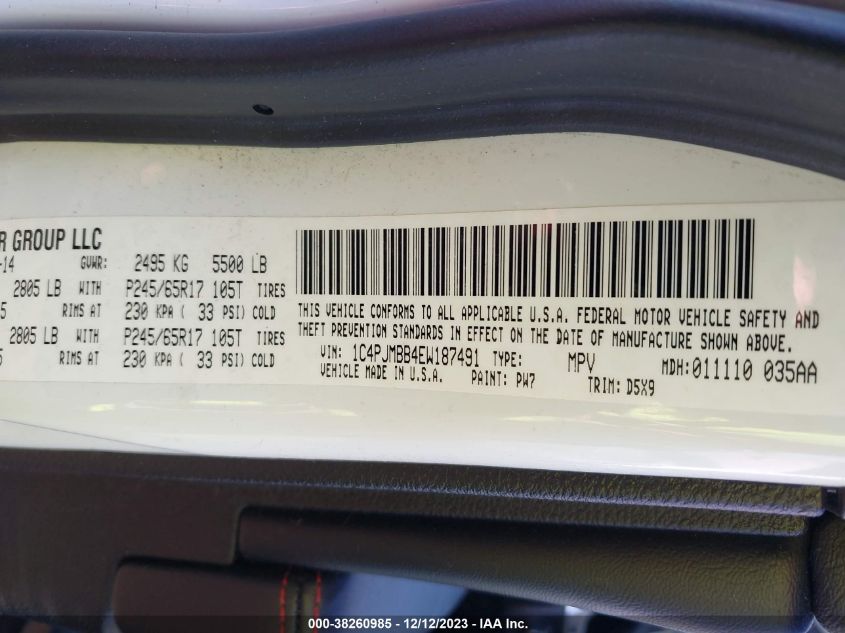 R GROUP LLC
-14 GVWR: 2495 KG 5500 LB
2805 LB WITH P245/65R17 105T TIRES
5 RIMS AT 230 KPA ( 33 PSI) COLD
2805 LB WITH P245/65R17 105T TIRES
5 RIMS AT 230 KPA ( 33 PSI) COLD
THIS VEHICLE CONFORMS TO ALL APPLICABLE U.S.A. FEDERAL MOTOR VEHICLE SAFETY AND
THEFT PREVENTION STANDARDS IN EFFECT ON THE DATE OF MANUFACTURE SHOWN ABOVE.
VIN: 1C4PJMBB4EW187491 TYPE: MPV MDH:011110 035AA
VEHICLE MADE IN U.S.A. PAINT: PW7 TRIM: D5X9
000-38260985 - 12/12/2023 - IAA Inc.